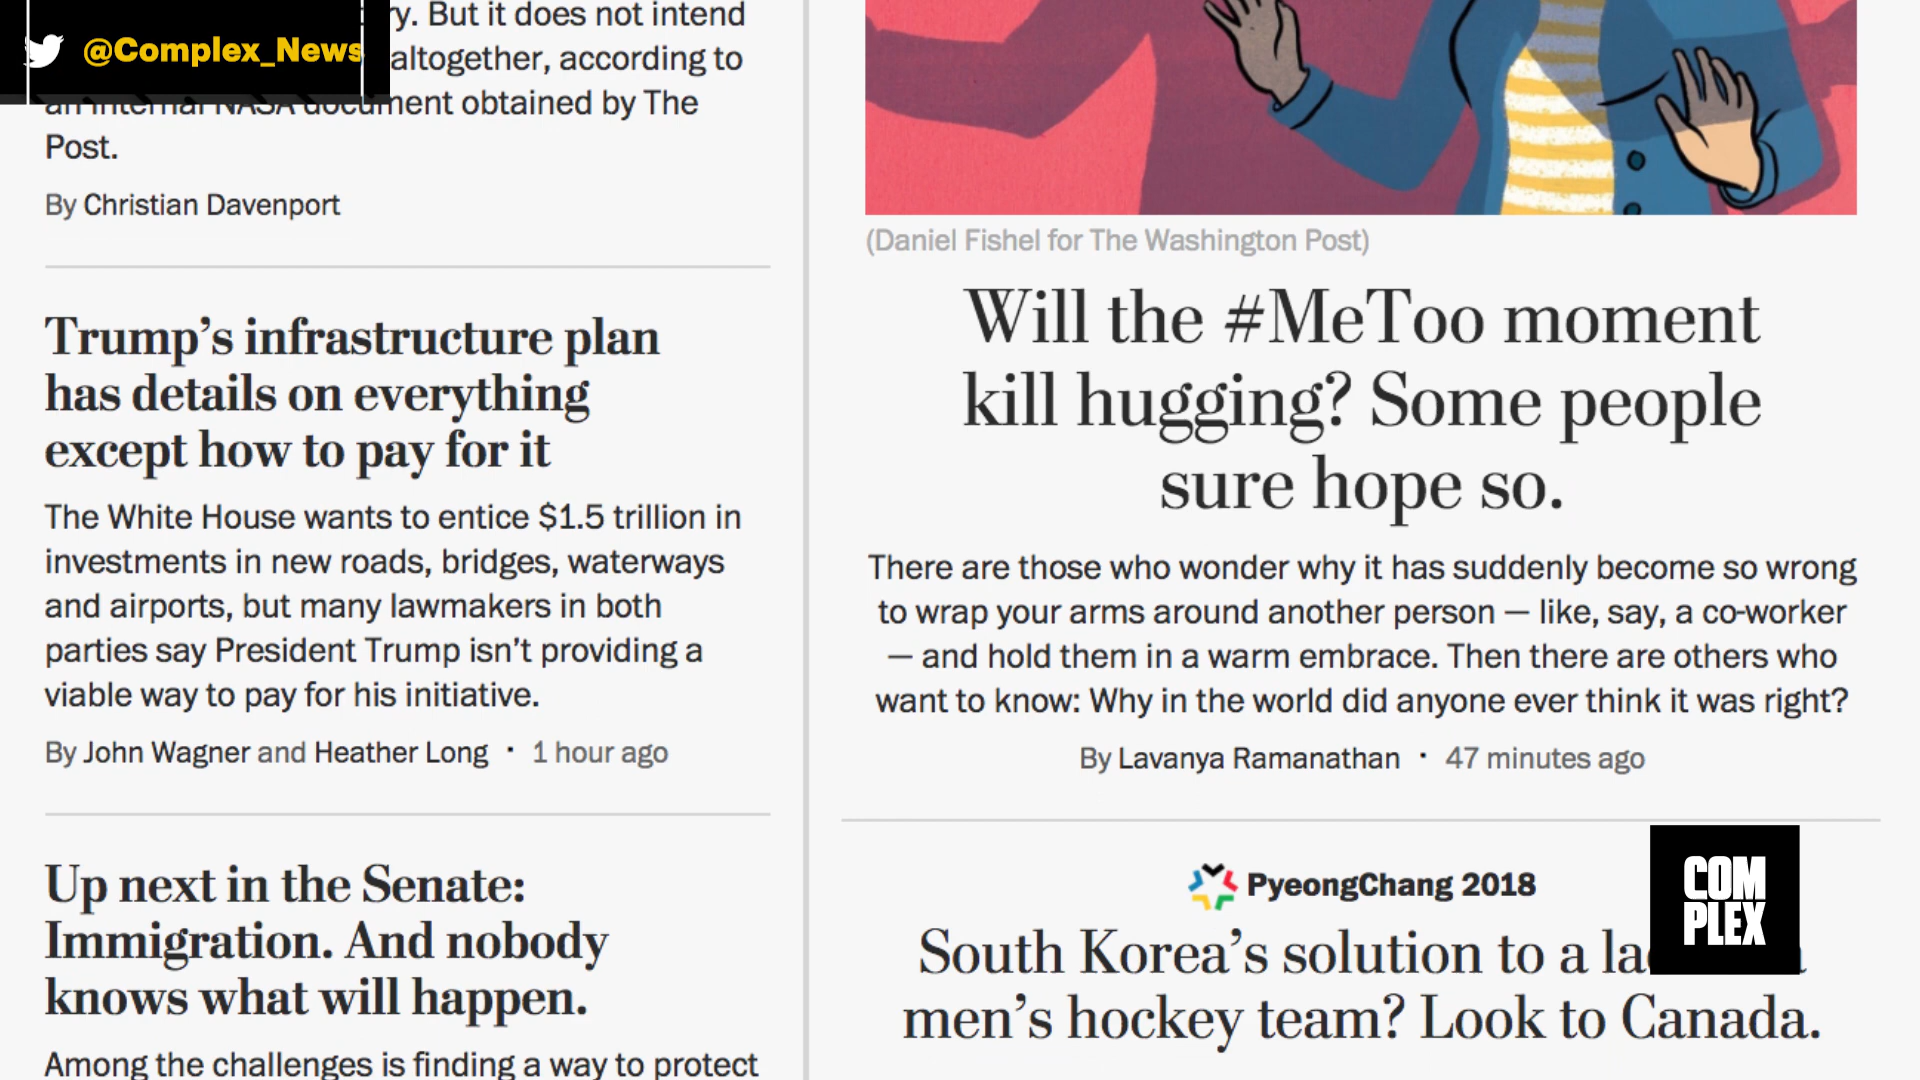 @Complex_News
ry. But it does not intend
altogether, according to
an internal NASA document obtained by The
Post.
By Christian Davenport
Trump’s infrastructure plan
has details on everything
except how to pay for it
The White House wants to entice $1.5 trillion in
investments in new roads, bridges, waterways
and airports, but many lawmakers in both
parties say President Trump isn’t providing a
viable way to pay for his initiative.
By John Wagner and Heather Long · 1 hour ago
Up next in the Senate:
Immigration. And nobody
knows what will happen.
Among the challenges is finding a way to protect
(Daniel Fishel for The Washington Post)
Will the #MeToo moment
kill hugging? Some people
sure hope so.
There are those who wonder why it has suddenly become so wrong
to wrap your arms around another person — like, say, a co-worker
— and hold them in a warm embrace. Then there are others who
want to know: Why in the world did anyone ever think it was right?
By Lavanya Ramanathan · 47 minutes ago
PyeongChang 2018
South Korea’s solution to a
men’s hockey team? Look to Canada.
COM
PLEX